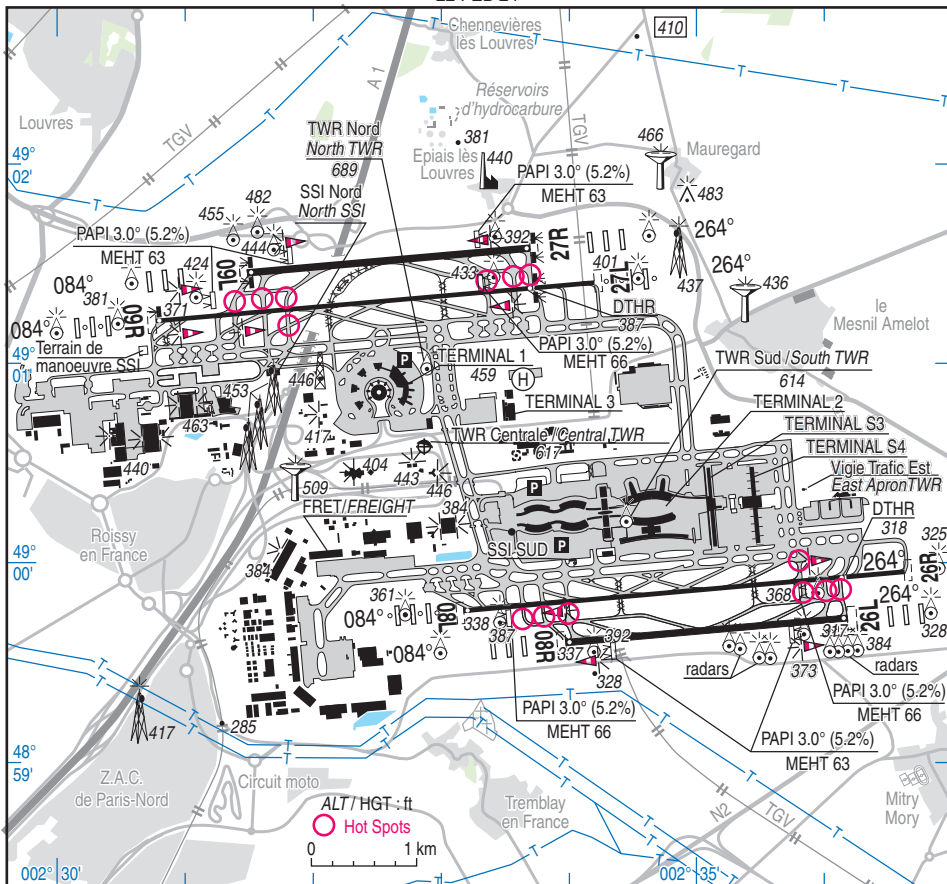 Chennevières
lès Louvres
410
T
A 1
TGV
Réservoirs
d'hydrocarbure
381
TGV
Louvres
TWR Nord
North TWR
689
Epiais lès
Louvres
440
466
Mauregard
49°
02'
SSI Nord
North SSI
PAPI 3.0° (5.2%)
MEHT 63
483
482
455
264°
PAPI 3.0° (5.2%)
MEHT 63
444
392
27R
424
09L
433
401
27L
264°
437
436
084°
381
377
09R
DTHR
387
le
Mesnil Amelot
084°
Terrain de
manoeuvre SSI
PAPI 3.0° (5.2%)
MEHT 66
TWR Sud /South TWR
614
49°
01'
P
TERMINAL 1
459
H
446
453
TERMINAL 3
TERMINAL 2
TERMINAL S3
TERMINAL S4
463
417
TWR Centrale /Central TWR
617
440
404
443
446
509
Vigie Trafic Est
East Apron TWR
FRET/FREIGHT
P
384
DTHR
318
Roissy
en France
SSI SUD
P
325
49°
00'
384
264°
26R
361
368
264°
084°
08L
338
387
26L
328
084°
08R
392
337
317
384
328
radars
373
radars
PAPI 3.0° (5.2%)
MEHT 66
PAPI 3.0° (5.2%)
MEHT 66
417
285
PAPI 3.0° (5.2%)
MEHT 63
48°
59'
Z.A.C.
de Paris-Nord
Circuit moto
Tremblay
en France
N2
TGV
Mitry
Mory
ALT / HGT : ft
Hot Spots
0 1 km
002° 30'
002° 35'